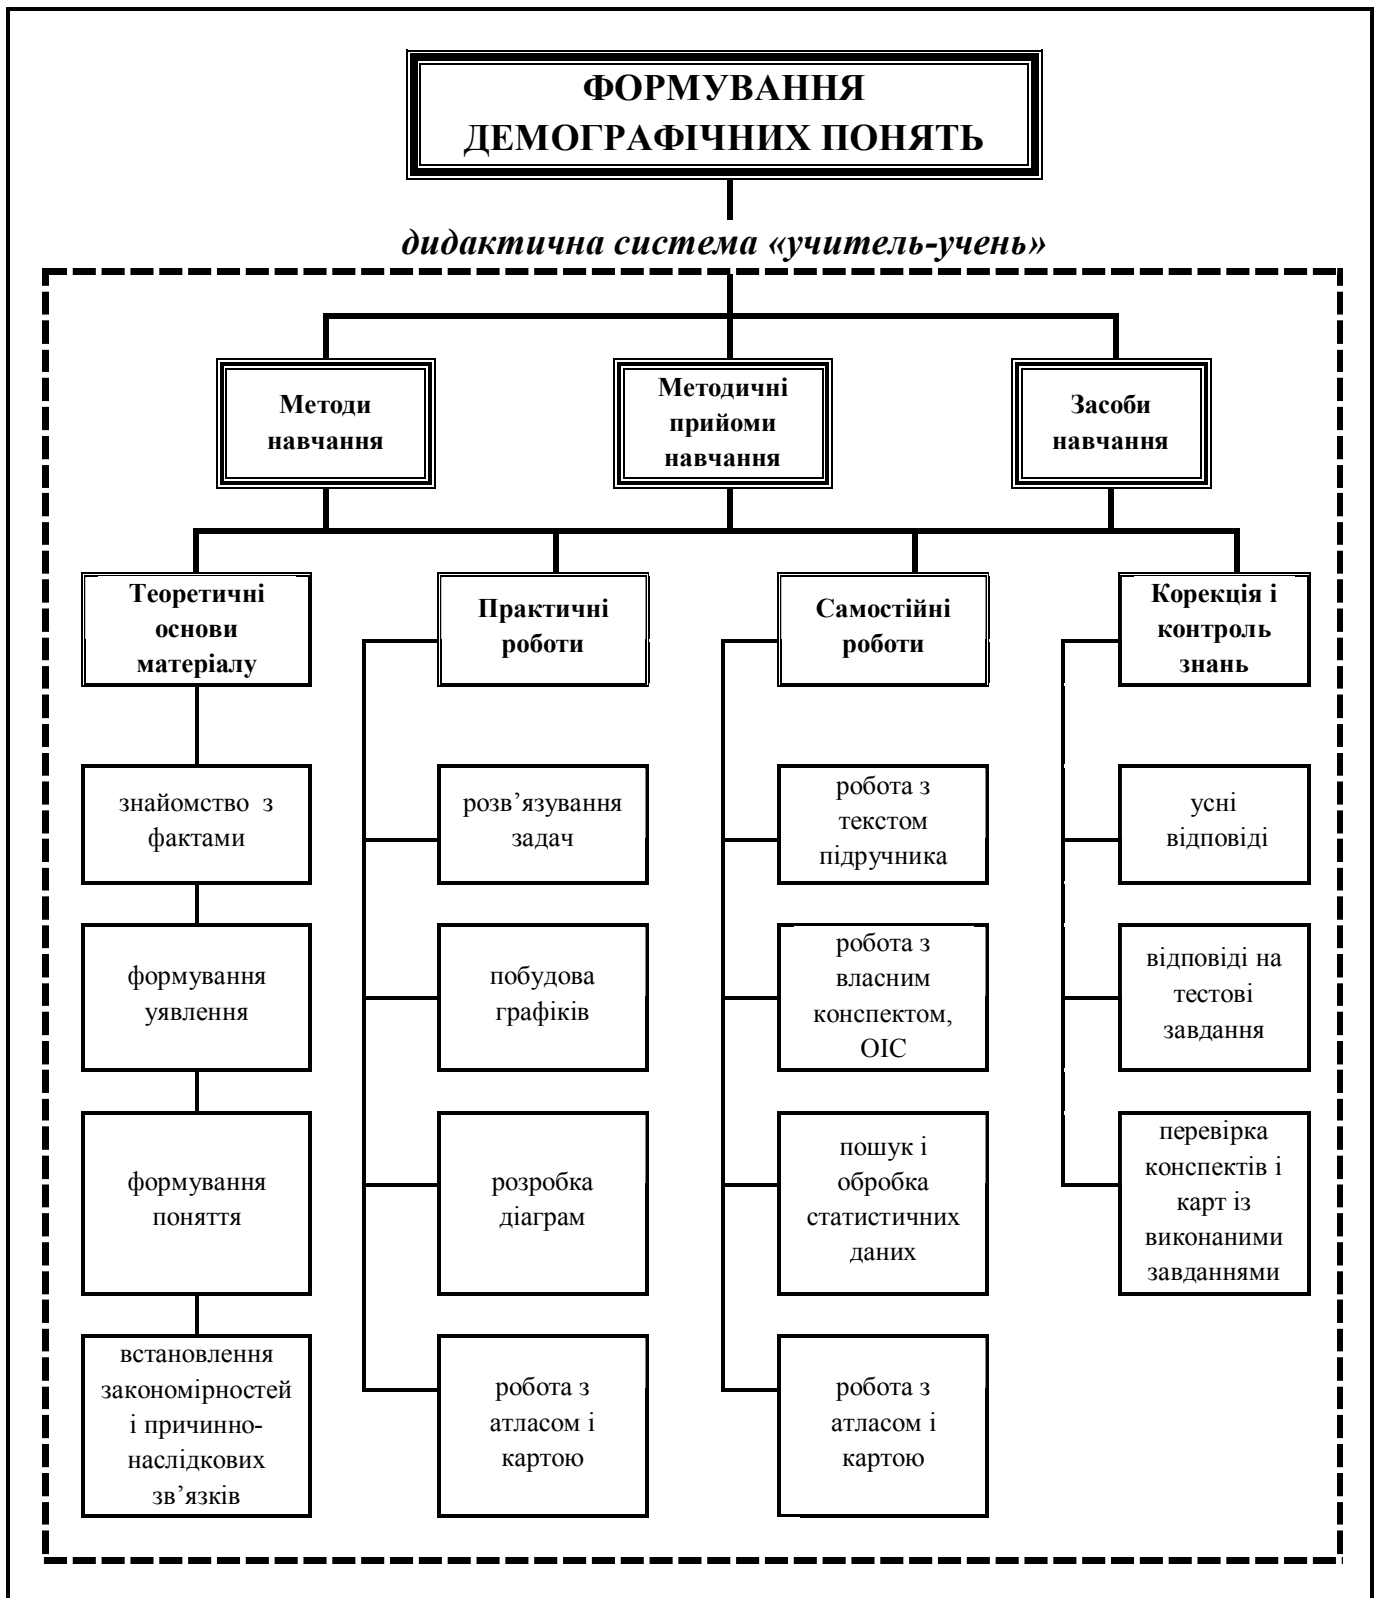 ФОРМУВАННЯ
ДЕМОГРАФІЧНИХ ПОНЯТЬ
дидактична система «учитель-учень»
Методи
навчання
Методичні
прийоми
навчання
Засоби
навчання
Теоретичні
основи
матеріалу
Практичні
роботи
Самостійні
роботи
Корекція і
контроль
знань
знайомство з
фактами
розв’язування
задач
робота з
текстом
підручника
усні
відповіді
формування
уявлення
побудова
графіків
робота з
власним
конспектом,
ОІС
відповіді на
тестові
завдання
формування
поняття
розробка
діаграм
пошук і
обробка
статистичних
даних
перевірка
конспектів і
карт із
виконаними
завданнями
встановлення
закономірностей
і причинно-
наслідкових
зв’язків
робота з
атласом і
картою
робота з
атласом і
картою